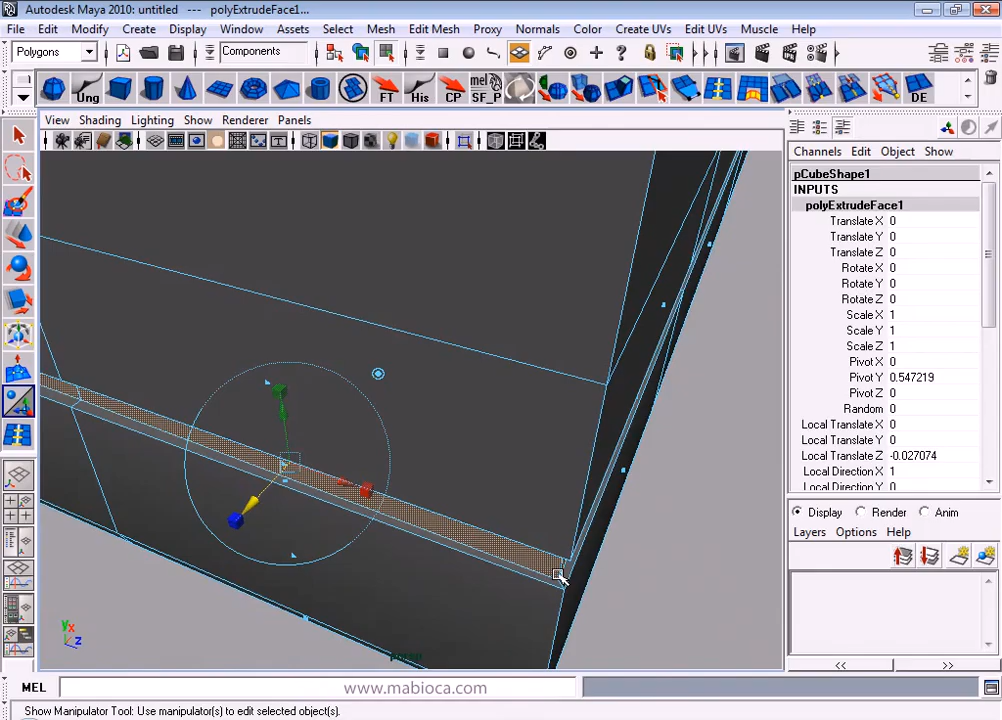 Autodesk Maya 2010: untitled --- polyExtrudeFace1...
File Edit Modify Create Display Window Assets Select Mesh Edit Mesh Proxy Normals Color Create UVs Edit UVs Muscle Help
Polygons Components
Ung FT His CP mel SF_P DE
View Shading Lighting Show Renderer Panels
Channels Edit Object Show
pCubeShape1
INPUTS
polyExtrudeFace1
Translate X 0
Translate Y 0
Translate Z 0
Rotate X 0
Rotate Y 0
Rotate Z 0
Scale X 1
Scale Y 1
Scale Z 1
Pivot X 0
Pivot Y 0.547219
Pivot Z 0
Random 0
Local Translate X 0
Local Translate Y 0
Local Translate Z -0.027074
Local Direction X 1
Local Direction Y 0
Display Render Anim
Layers Options Help
y x
z
persp
<< >>
MEL www.mabioca.com
Show Manipulator Tool: Use manipulator(s) to edit selected object(s).